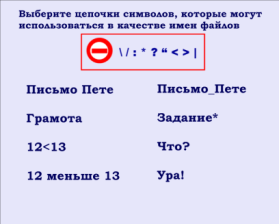 Выберите цепочки символов, которые могут
использоваться в качестве имен файлов
\ / : * ? “ < > |
Письмо Пете
Письмо_Пете
Грамота
Задание*
12<13
Что?
12 меньше 13
Ура!